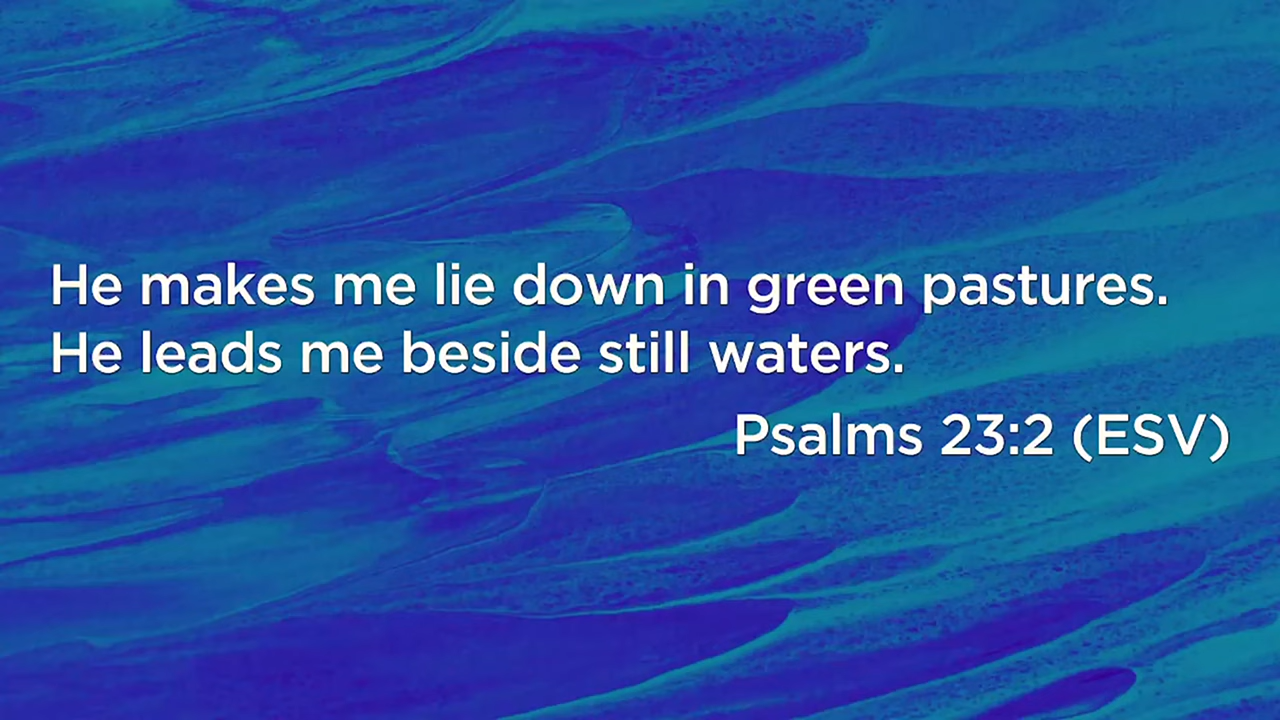 He makes me lie down in green pastures.
He leads me beside still waters.
Psalms 23:2 (ESV)